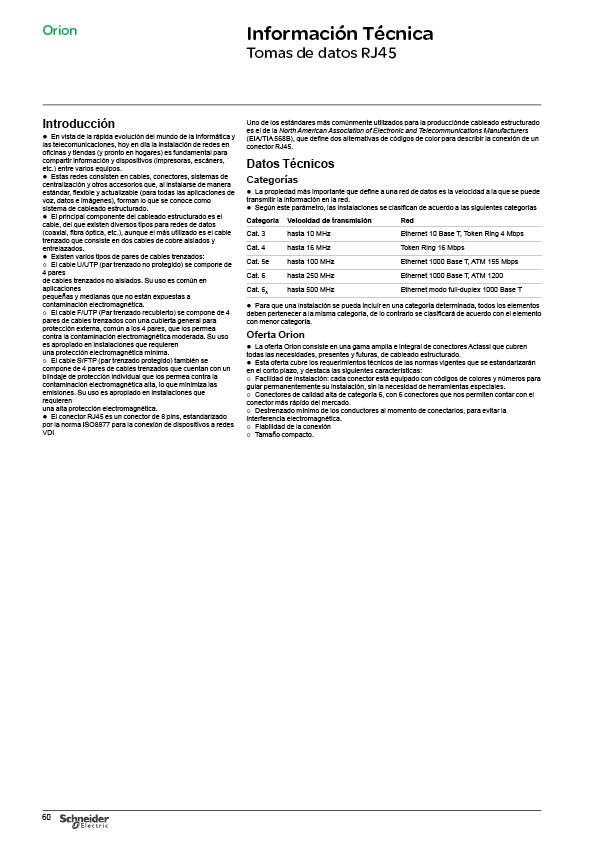 Orion
Información Técnica
Tomas de datos RJ45
Introducción
● En vista de la rápida evolución del mundo de la informática y
las telecomunicaciones, hoy en día la instalación de redes en
oficinas y tiendas (y pronto en hogares) es fundamental para
compartir información y dispositivos (impresoras, escáners,
etc.) entre varios equipos.
● Estas redes consisten en cables, conectores, sistemas de
centralización y otros accesorios que, al instalarse de manera
estándar, flexible y actualizable (para todas las aplicaciones de
voz, datos e imágenes), forman lo que se conoce como
sistema de cableado estructurado.
● El principal componente del cableado estructurado es el
cable, del que existen diversos tipos para redes de datos
(coaxial, fibra óptica, etc.), aunque el más utilizado es el cable
trenzado que consiste en dos cables de cobre aislados y
entrelazados.
● Existen varios tipos de pares de cables trenzados:
○ El cable U/UTP (par trenzado no protegido) se compone de
4 pares
de cables trenzados no aislados. Su uso es común en
aplicaciones
pequeñas y medianas que no están expuestas a
contaminación electromagnética.
○ El cable F/UTP (Par trenzado recubierto) se compone de 4
pares de cables trenzados con una cubierta general para
protección externa, común a los 4 pares, que los permea
contra la contaminación electromagnética moderada. Su uso
es apropiado en instalaciones que requieren
una protección electromagnética mínima.
○ El cable S/FTP (par trenzado protegido) también se
compone de 4 pares de cables trenzados que cuentan con un
blindaje de protección individual que los permea contra la
contaminación electromagnética alta, lo que minimiza las
emisiones. Su uso es apropiado en instalaciones que
requieren
una alta protección electromagnética.
● El conector RJ45 es un conector de 8 pins, estandarizado
por la norma ISO8877 para la conexión de dispositivos a redes
VDI
Uno de los estándares más comúnmente utilizados para la producciónde cableado estructurado
es el de la North American Association of Electronic and Telecommunications Manufacturers
(EIA/TIA 568B), que define dos alternativas de códigos de color para describir la conexión de un
conector RJ45.
Datos Técnicos
Categorías
● La propiedad más importante que define a una red de datos es la velocidad a la que se puede
transmitir la información en la red.
● Según este parámetro, las instalaciones se clasifican de acuerdo a las siguientes categorías
Categoría Velocidad de transmisión Red
Cat. 3 hasta 10 MHz Ethernet 10 Base T, Token Ring 4 Mbps
Cat. 4 hasta 16 MHz Token Ring 16 Mbps
Cat. 5e hasta 100 MHz Ethernet 1000 Base T, ATM 155 Mbps
Cat. 6 hasta 250 MHz Ethernet 1000 Base T, ATM 1200
Cat. 6A hasta 500 MHz Ethernet modo full-duplex 1000 Base T
● Para que una instalación se pueda incluir en una categoría determinada, todos los elementos
deben pertenecer a la misma categoría, de lo contrario se clasificará de acuerdo con el elemento
con menor categoría.
Oferta Orion
● La oferta Orion consiste en una gama amplia e integral de conectores Actassi que cubren
todas las necesidades, presentes y futuras, de cableado estructurado.
● Esta oferta cubre los requerimientos técnicos de las normas vigentes que se estandarizarán
en el corto plazo, y destaca las siguientes características:
○ Facilidad de instalación: cada conector está equipado con códigos de colores y números para
guiar permanentemente su instalación, sin la necesidad de herramientas especiales.
○ Conectores de calidad alta de categoría 6, con 6 conectores que nos permiten contar con el
conector más rápido del mercado.
○ Destrenzado mínimo de los conductores al momento de conectarlos, para evitar la
interferencia electromagnética.
○ Fiabilidad de la conexión
○ Tamaño compacto.
60
Schneider
Electric